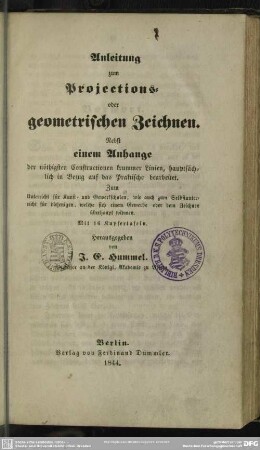 Anleitung
zum
Projections-
oder
geometrischen Zeichnen.
Nebst
einem Anhange
der nöthigsten Constructionen krummer Linien, hauptsäch-
lich in Bezug auf das Praktische bearbeitet.
Zum
Unterricht für Kunst- und Gewerkschulen, wie auch zum Selbstunter-
richt für diejenigen, welche sich einem Gewerbe oder dem Zeichnen
überhaupt widmen.
Mit 16 Kupfertafeln.
Herausgegeben
von
J. E. Hummel,
an der Königl. Akademie zu
Berlin.
Verlag von Ferdinand Dümmler.
1844.
DFG